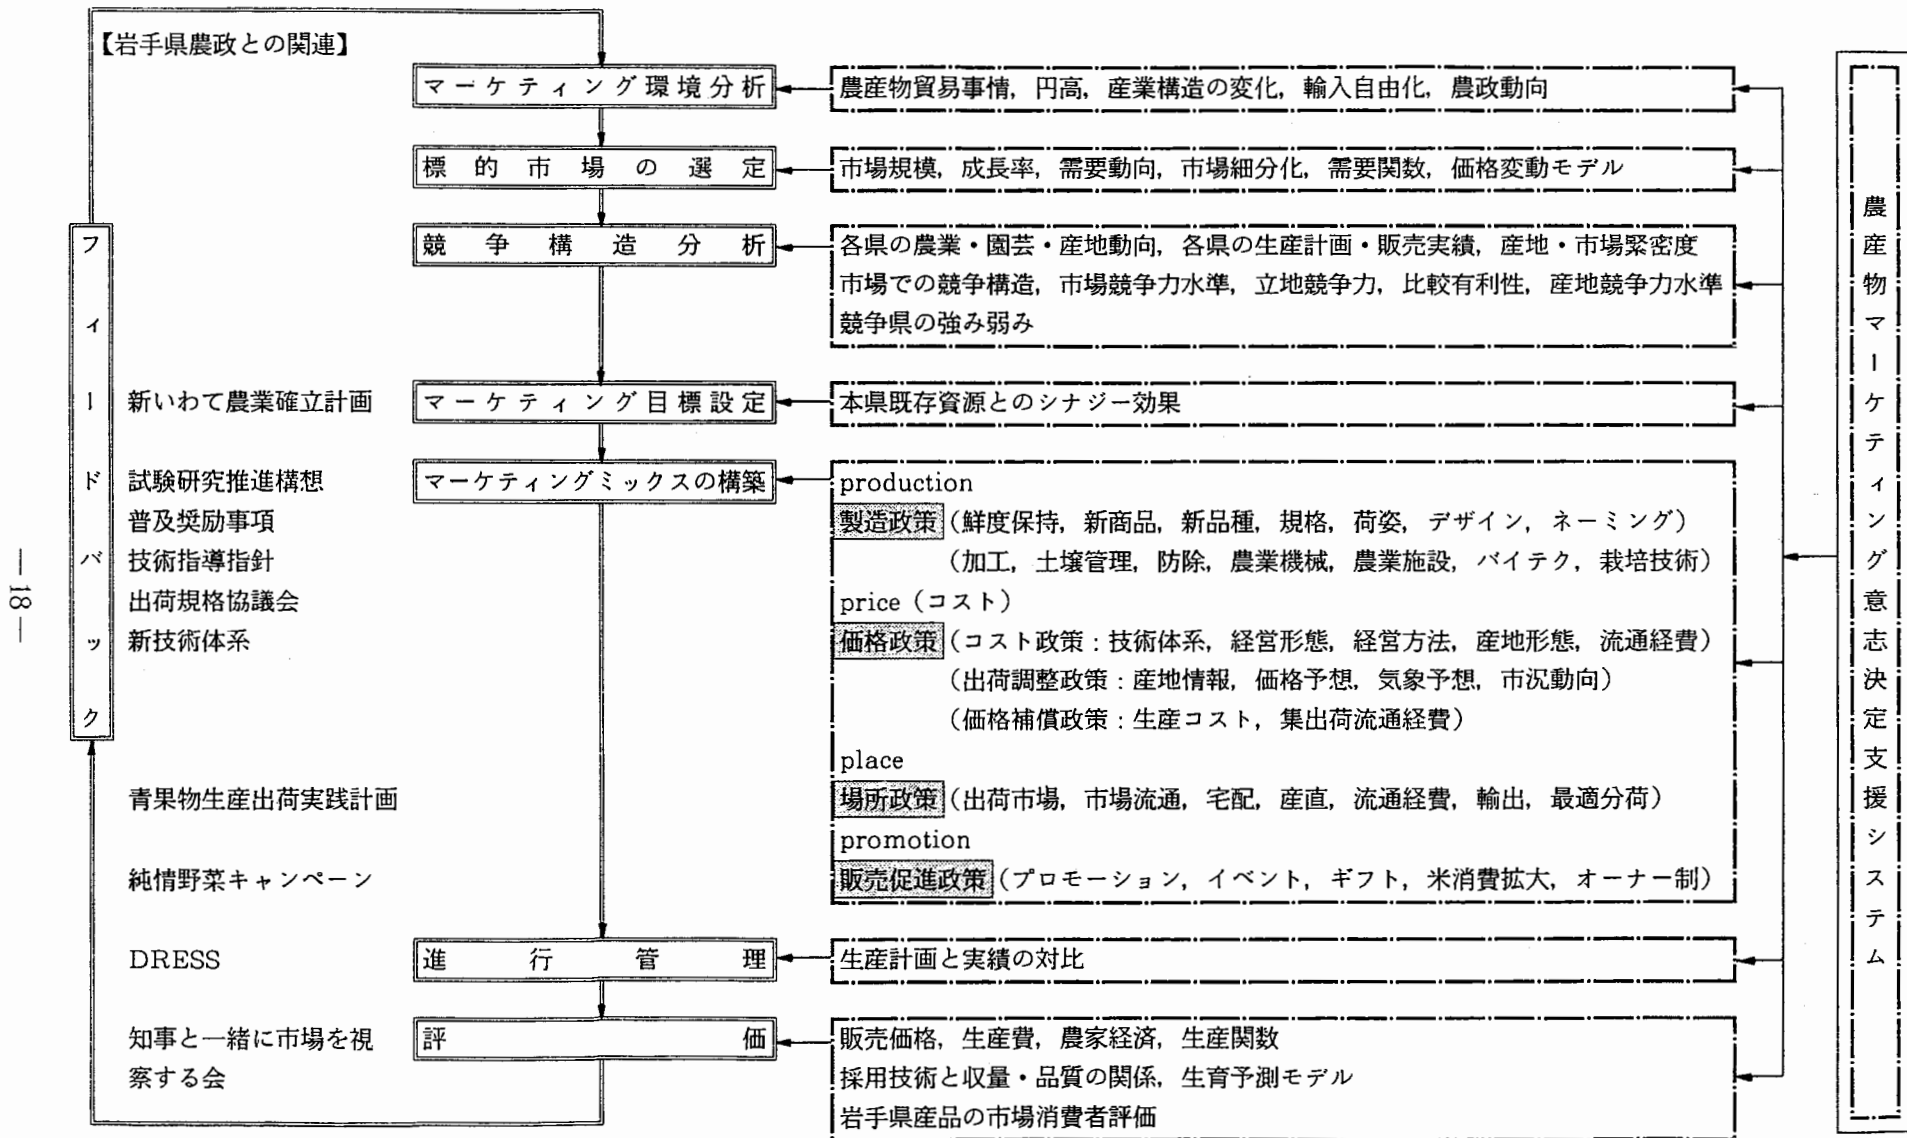 【岩手県農政との関連】
マーケティング環境分析
農産物貿易事情，円高，産業構造の変化，輸入自由化，農政動向
標的市場の選定
市場規模，成長率，需要動向，市場細分化，需要関数，価格変動モデル
競争構造分析
各県の農業・園芸・産地動向，各県の生産計画・販売実績，産地・市場緊密度
市場での競争構造，市場競争力水準，立地競争力，比較有利性，産地競争力水準
競争県の強み弱み
新いわて農業確立計画
マーケティング目標設定
本県既存資源とのシナジー効果
試験研究推進構想
普及奨励事項
技術指導指針
出荷規格協議会
新技術体系
マーケティングミックスの構築
production
製造政策（鮮度保持，新商品，新品種，規格，荷姿，デザイン，ネーミング）
（加工，土壌管理，防除，農業機械，農業施設，バイテク，栽培技術）
price（コスト）
価格政策（コスト政策：技術体系，経営形態，経営方法，産地形態，流通経費）
（出荷調整政策：産地情報，価格予想，気象予想，市況動向）
（価格補償政策：生産コスト，集出荷流通経費）
place
青果物生産出荷実践計画
場所政策（出荷市場，市場流通，宅配，産直，流通経費，輸出，最適分荷）
promotion
純情野菜キャンペーン
販売促進政策（プロモーション，イベント，ギフト，米消費拡大，オーナー制）
DRESS
進行管理
生産計画と実績の対比
知事と一緒に市場を視
察する会
評価
販売価格，生産費，農家経済，生産関数
採用技術と収量・品質の関係，生育予測モデル
岩手県産品の市場消費者評価
フィードバック
農産物マーケティング意志決定支援システム
— 18 —